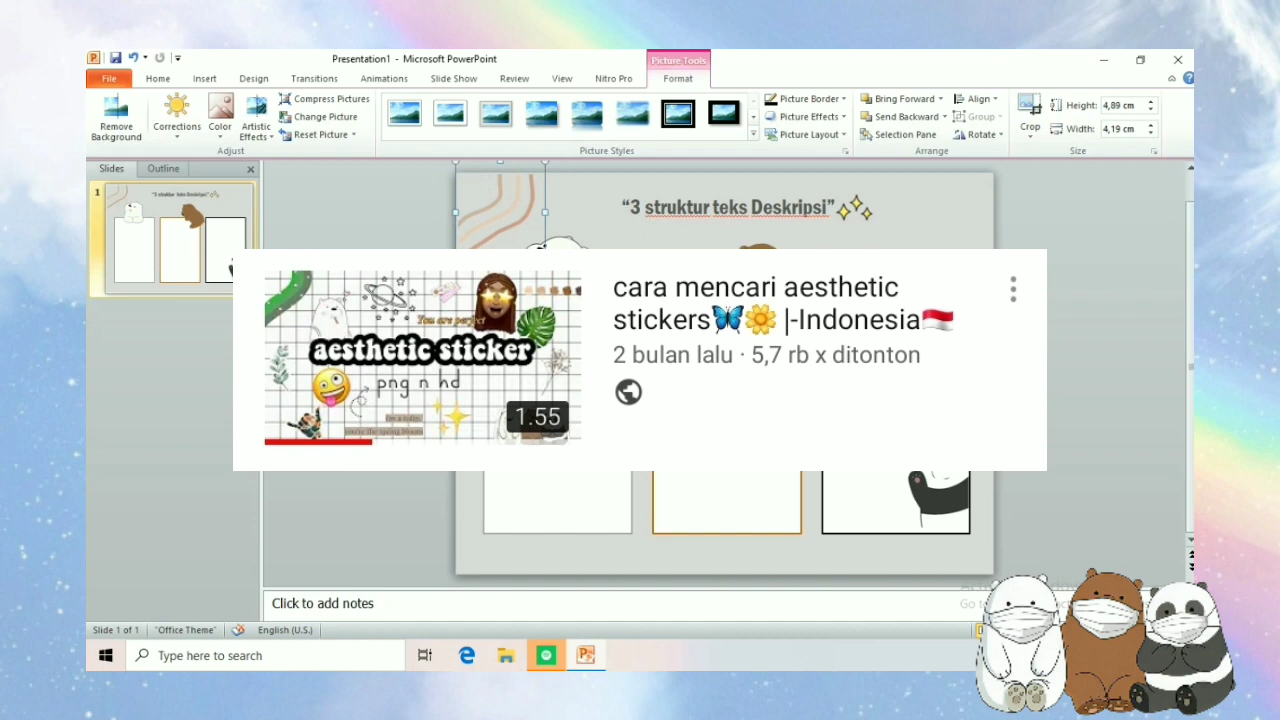 Presentation1 - Microsoft PowerPoint
Picture Tools
File Home Insert Design Transitions Animations Slide Show Review View Nitro Pro Format
Remove Background
Corrections
Color
Artistic Effects
Compress Pictures
Change Picture
Reset Picture
Adjust
Picture Styles
Picture Border
Picture Effects
Picture Layout
Bring Forward
Send Backward
Selection Pane
Align
Group
Rotate
Arrange
Crop
Height: 4,89 cm
Width: 4,19 cm
Size
Slides Outline
1
"3 struktur teks Deskripsi"✨
“3 struktur teks Deskripsi”✨
You are perfect
aesthetic sticker
png n hd
1.55
cara mencari aesthetic
stickers🦋🌼 |-Indonesia🇮🇩
2 bulan lalu · 5,7 rb x ditonton
Click to add notes
Slide 1 of 1 "Office Theme" English (U.S.)
Type here to search